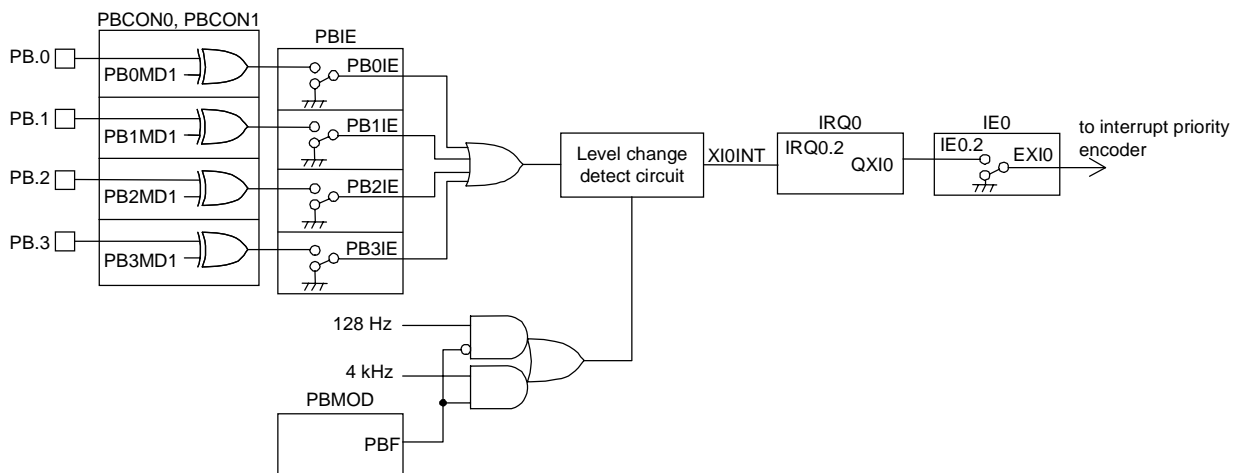 PBCON0, PBCON1
PBIE
PB.0
PB0MD1
PB0IE
PB.1
PB1MD1
PB1IE
PB.2
PB2MD1
PB2IE
PB.3
PB3MD1
PB3IE
Level change
detect circuit
XI0INT
IRQ0
IRQ0.2
QXI0
IE0
IE0.2
EXI0
to interrupt priority
encoder
128 Hz
4 kHz
PBMOD
PBF